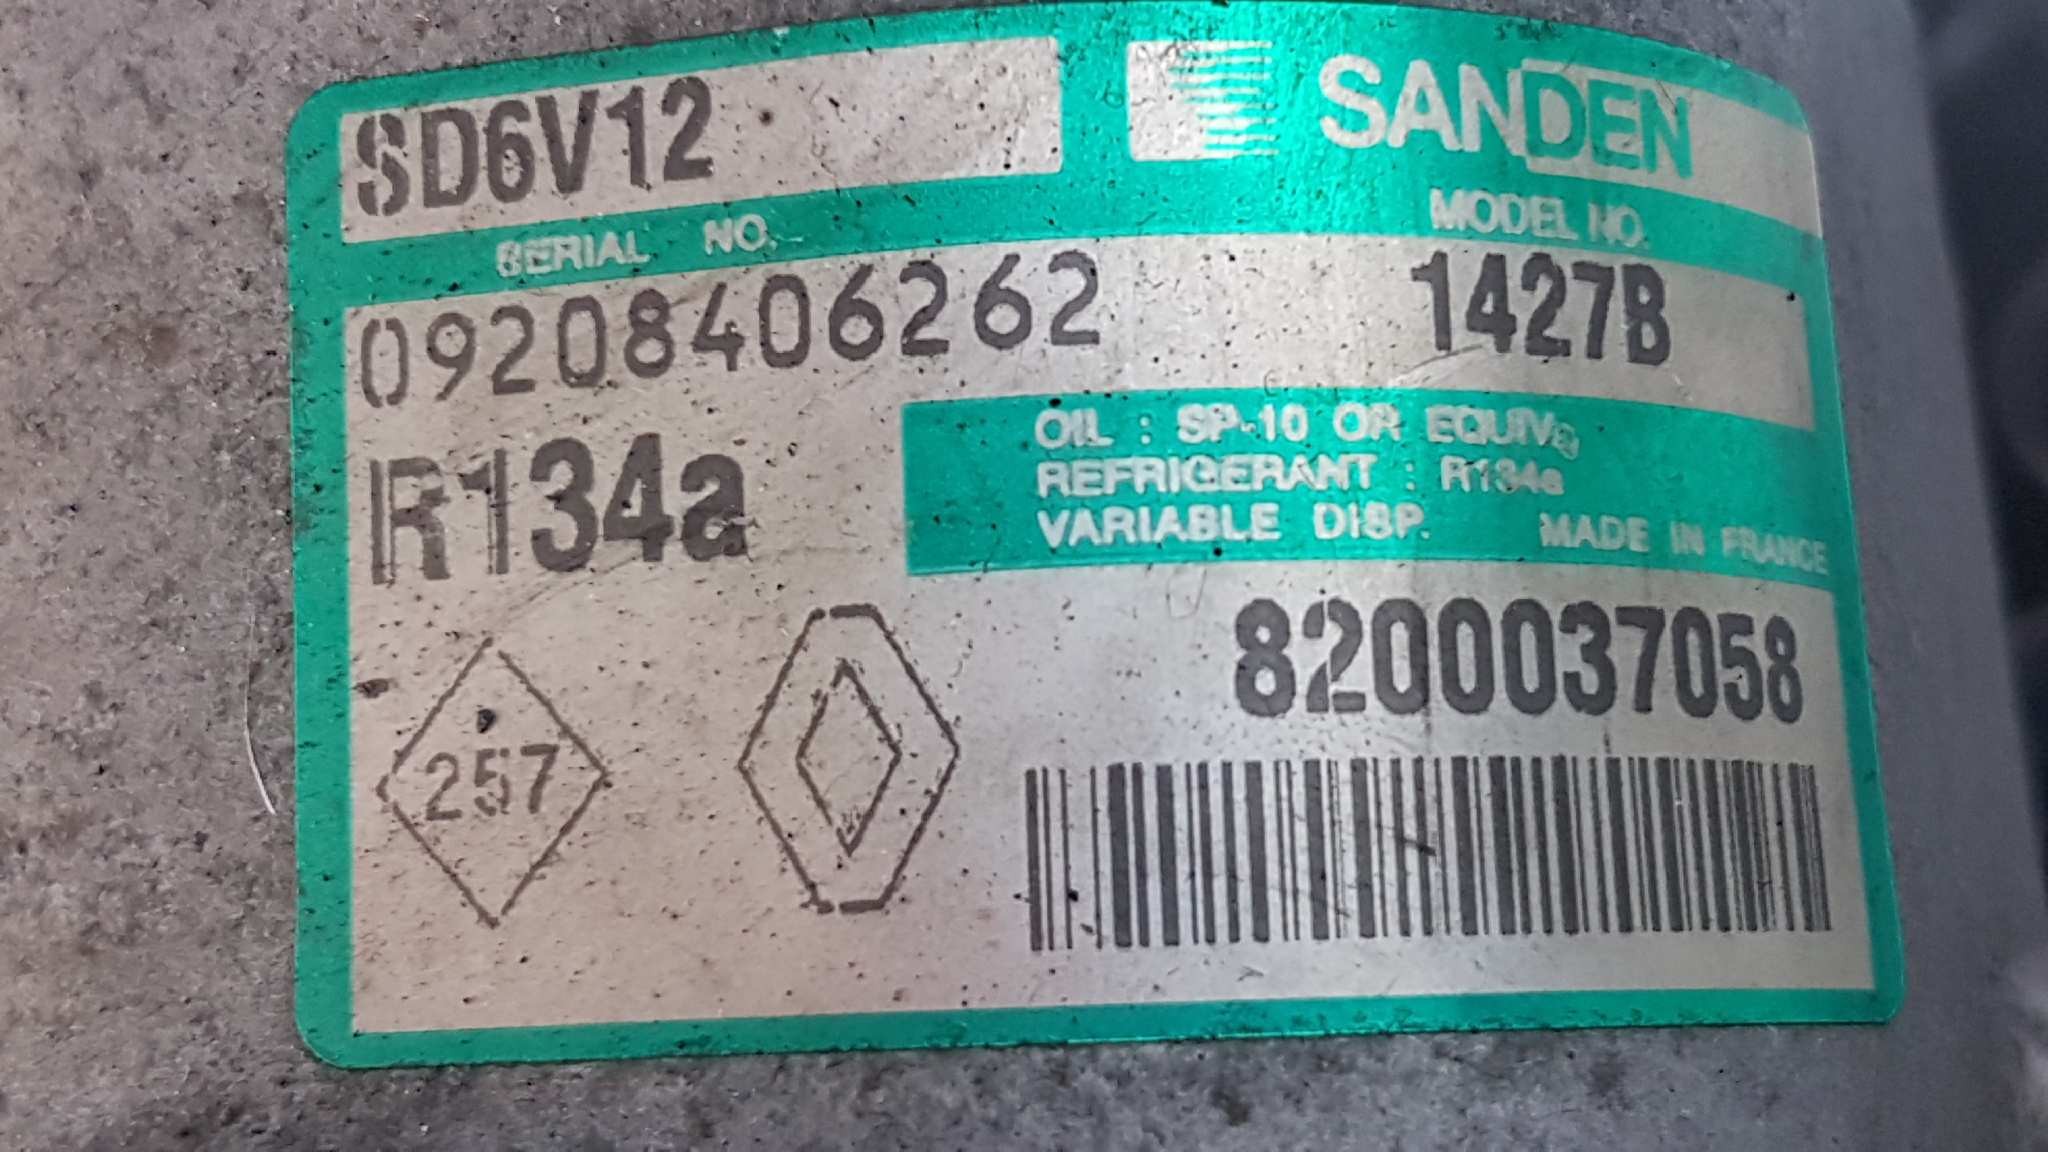 SD6V12
SANDEN
SERIAL NO.
MODEL NO.
09208406262
1427B
R134a
OIL : SP-10 OR EQUIV.
REFRIGERANT : R134a
VARIABLE DISP. MADE IN FRANCE
8200037058
257